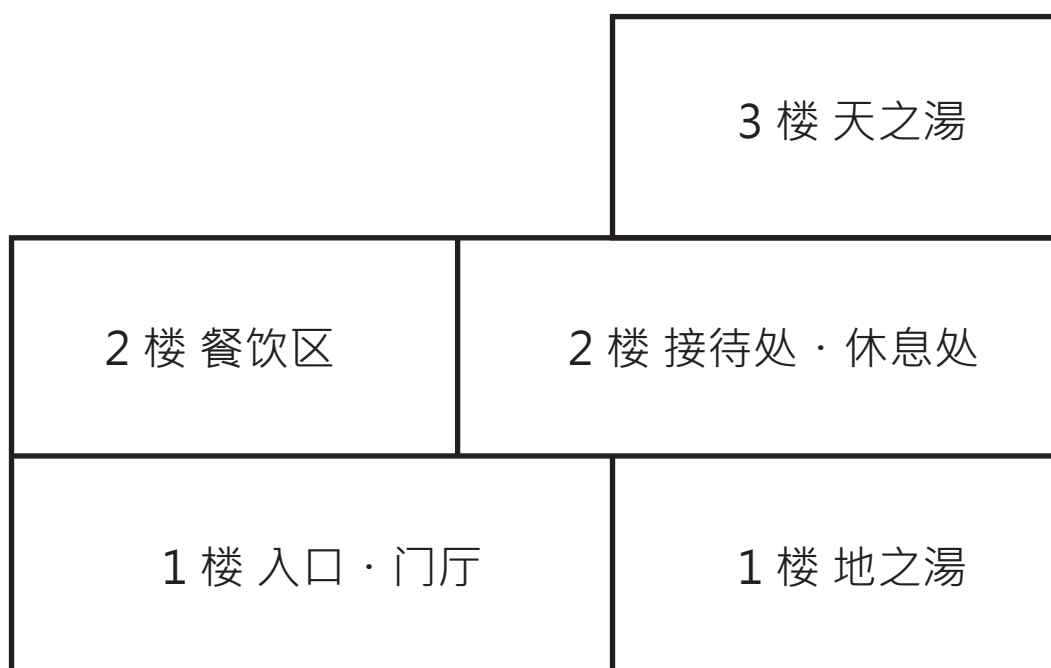 3 楼 天之湯
2 楼 餐饮区
2 楼 接待处・休息处
1 楼 入口・门厅
1 楼 地之湯